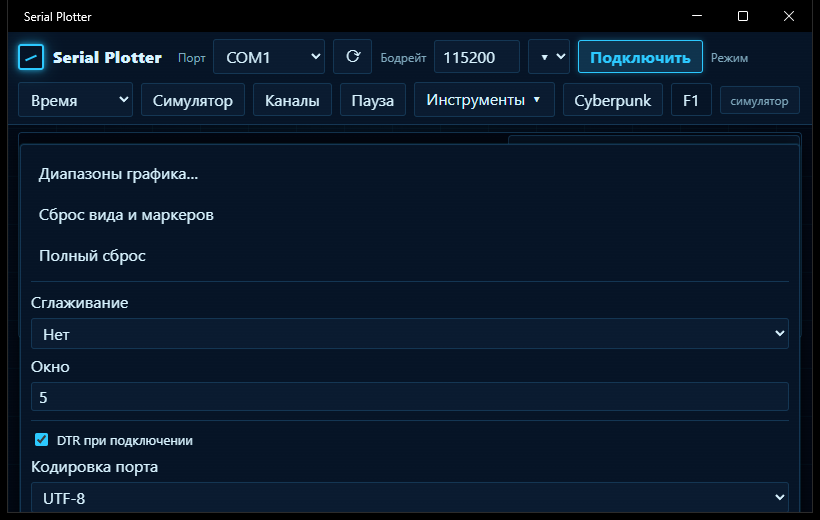 Serial Plotter
Serial Plotter Порт COM1 Бодрейт 115200 Подключить Режим
Время Симулятор Каналы Пауза Инструменты Cyberpunk F1 симулятор
Диапазоны графика...
Сброс вида и маркеров
Полный сброс
Сглаживание
Нет
Окно
5
DTR при подключении
Кодировка порта
UTF-8